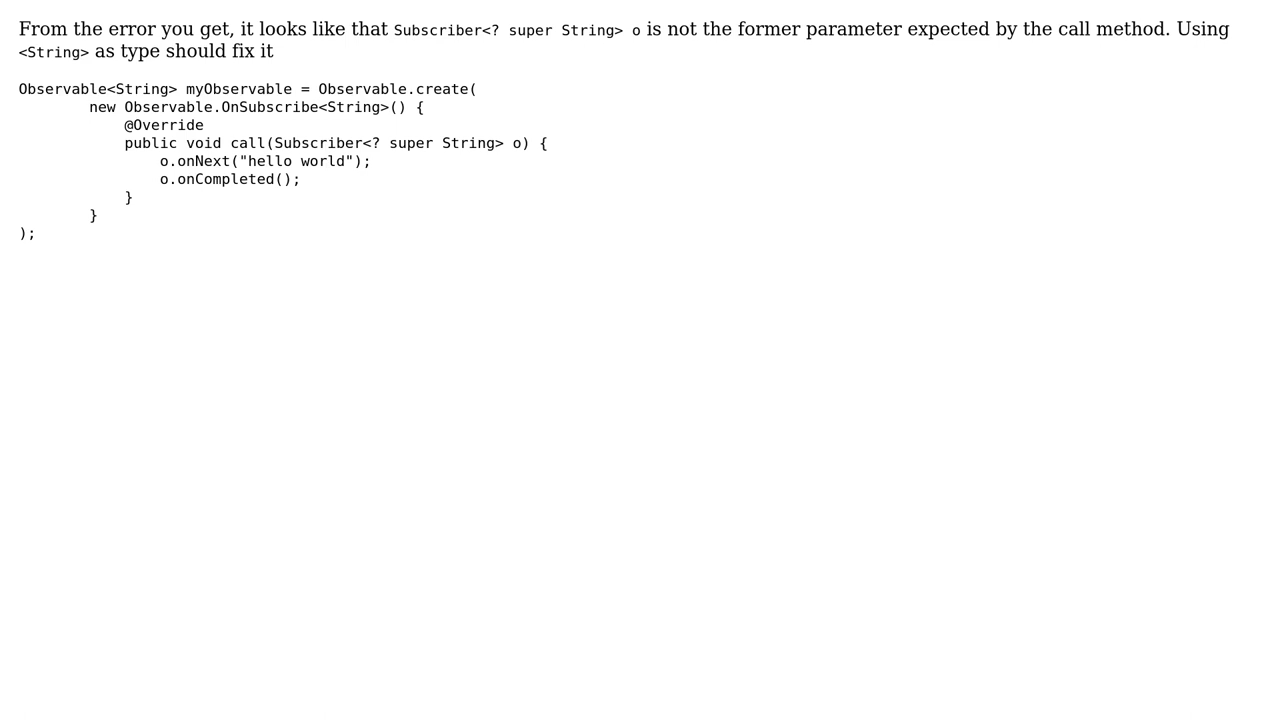 From the error you get, it looks like that Subscriber<? super String> o is not the former parameter expected by the call method. Using
<String> as type should fix it
Observable<String> myObservable = Observable.create(
        new Observable.OnSubscribe<String>() {
            @Override
            public void call(Subscriber<? super String> o) {
                o.onNext("hello world");
                o.onCompleted();
            }
        }
);